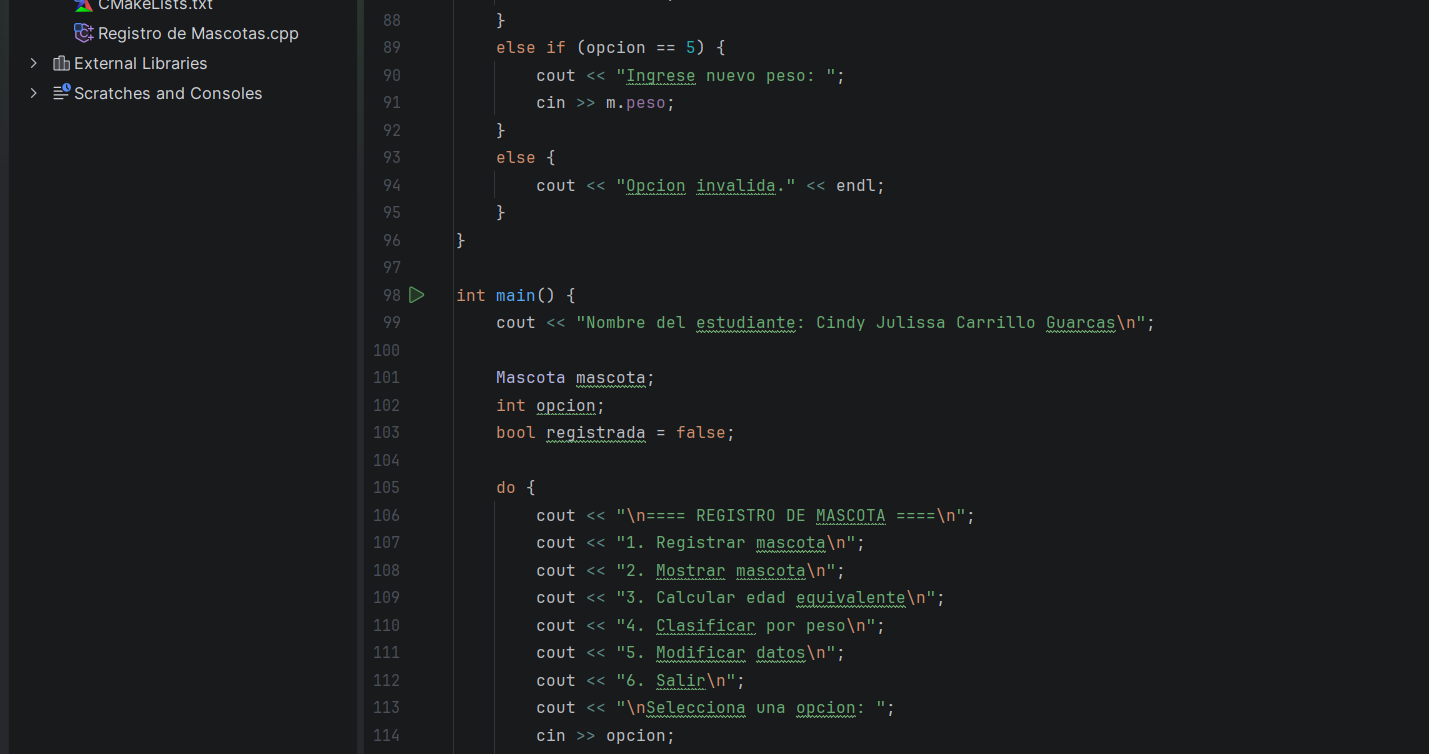 CMakeLists.txt
Registro de Mascotas.cpp
External Libraries
Scratches and Consoles
88 }
89 else if (opcion == 5) {
90 cout << "Ingrese nuevo peso: ";
91 cin >> m.peso;
92 }
93 else {
94 cout << "Opcion invalida." << endl;
95 }
96 }
97
98 int main() {
99 cout << "Nombre del estudiante: Cindy Julissa Carrillo Guarcas\n";
100
101 Mascota mascota;
102 int opcion;
103 bool registrada = false;
104
105 do {
106 cout << "\n==== REGISTRO DE MASCOTA ====\n";
107 cout << "1. Registrar mascota\n";
108 cout << "2. Mostrar mascota\n";
109 cout << "3. Calcular edad equivalente\n";
110 cout << "4. Clasificar por peso\n";
111 cout << "5. Modificar datos\n";
112 cout << "6. Salir\n";
113 cout << "\nSelecciona una opcion: ";
114 cin >> opcion;